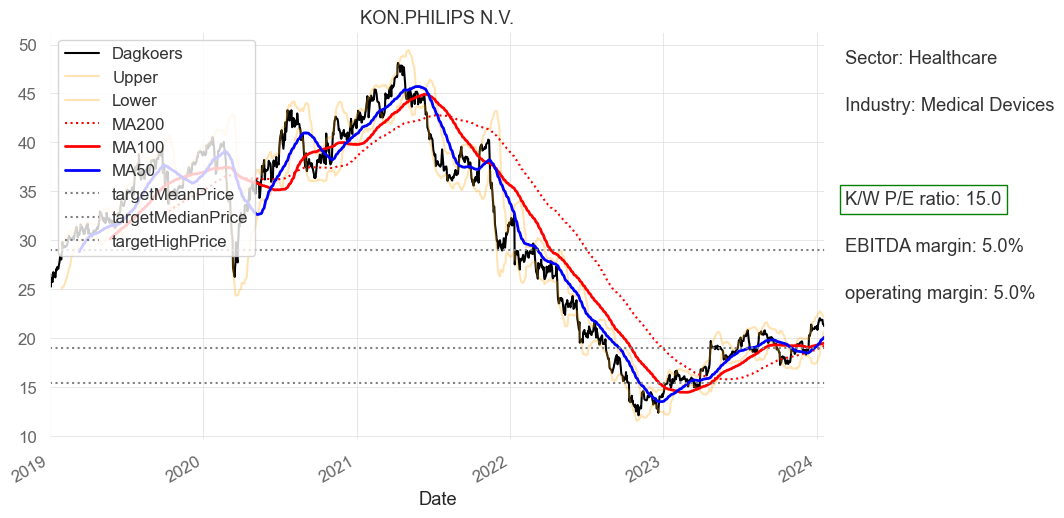 KON.PHILIPS N.V.
50
45
40
35
30
25
20
15
10
Dagkoers
Upper
Lower
MA200
MA100
MA50
targetMeanPrice
targetMedianPrice
targetHighPrice
2019
2020
2021
2022
2023
2024
Date
Sector: Healthcare
Industry: Medical Devices
K/W P/E ratio: 15.0
EBITDA margin: 5.0%
operating margin: 5.0%